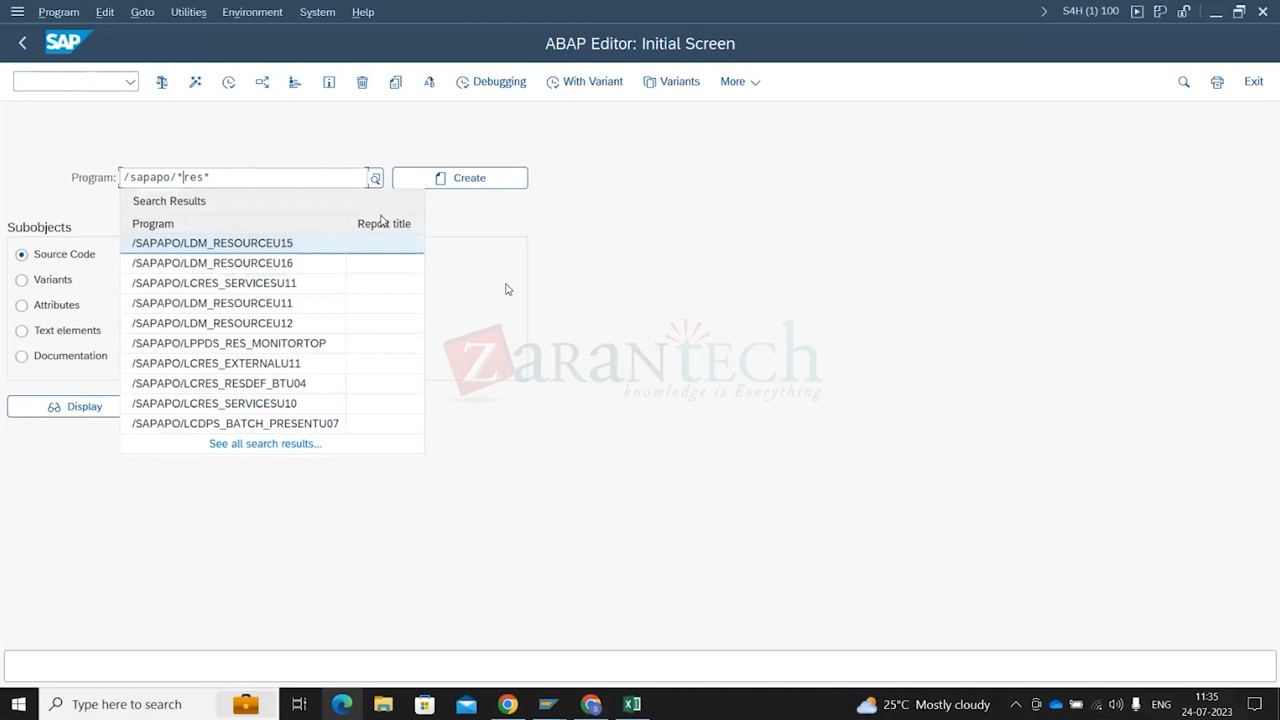 Program Edit Goto Utilities Environment System Help S4H (1) 100
SAP ABAP Editor: Initial Screen
Debugging With Variant Variants More Exit
Program: /sapapo/*res* Create
Search Results
Subobjects
Program Report title
/SAPAPO/LDM_RESOURCEU15
Source Code
/SAPAPO/LDM_RESOURCEU16
Variants
/SAPAPO/LCRES_SERVICESU11
Attributes
/SAPAPO/LDM_RESOURCEU11
/SAPAPO/LDM_RESOURCEU12
Text elements
/SAPAPO/LPPDS_RES_MONITORTOP
Documentation
/SAPAPO/LCRES_EXTERNALU11
/SAPAPO/LCRES_RESDEF_BTU04
Display
/SAPAPO/LCRES_SERVICESU10
/SAPAPO/LCDPS_BATCH_PRESENTU07
See all search results...
zarantech
knowledge is Everything
Type here to search
25°C Mostly cloudy
ENG
11:35
24-07-2023